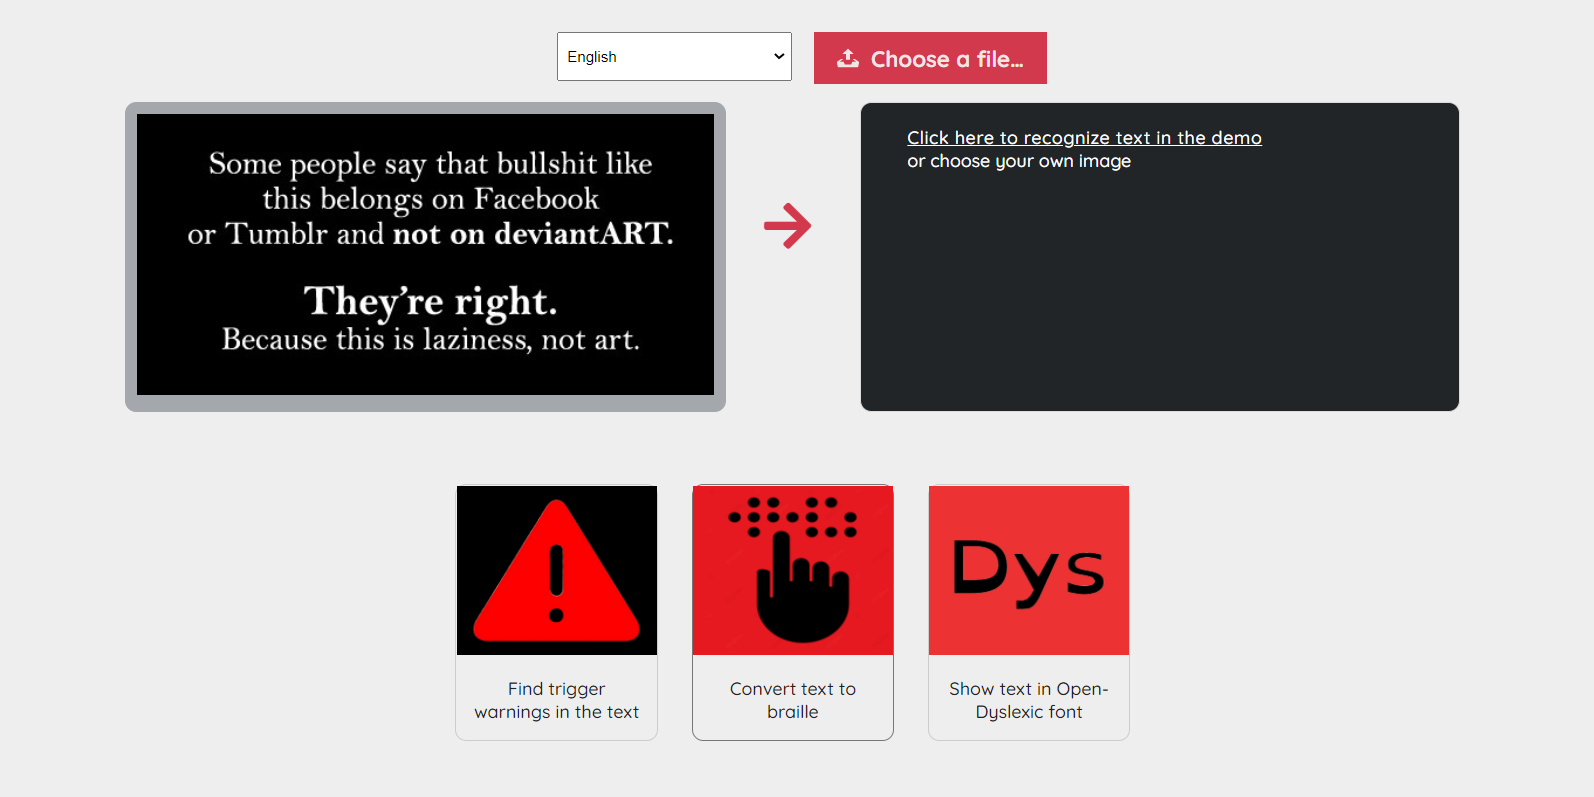 English
Choose a file...
Some people say that bullshit like
this belongs on Facebook
or Tumblr and not on deviantART.
They’re right.
Because this is laziness, not art.
Click here to recognize text in the demo
or choose your own image
Find trigger
warnings in the text
Convert text to
braille
Dys
Show text in Open-
Dyslexic font